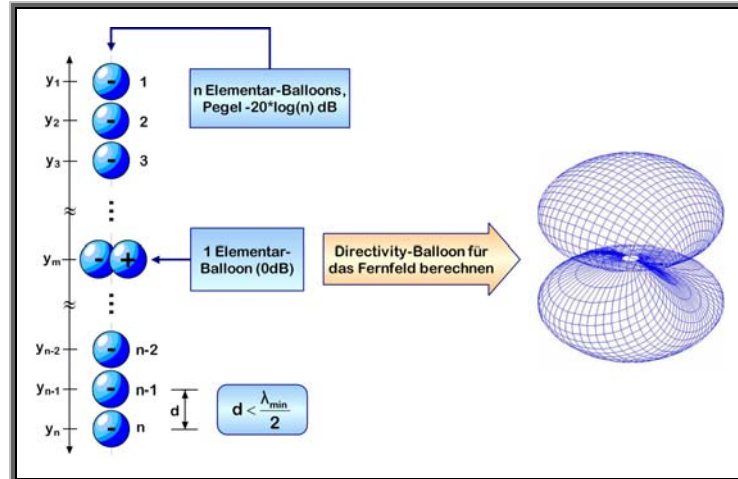 y₁
-
1
n Elementar-Balloons,
Pegel -20*log(n) dB
y₂
-
2
y₃
-
3
≈
≈
yₘ
- +
1 Elementar-
Balloon (0dB)
Directivity-Balloon für
das Fernfeld berechnen
≈
≈
yₙ₋₂
-
n-2
yₙ₋₁
-
n-1
d
d < λₘᵢₙ / 2
yₙ
-
n